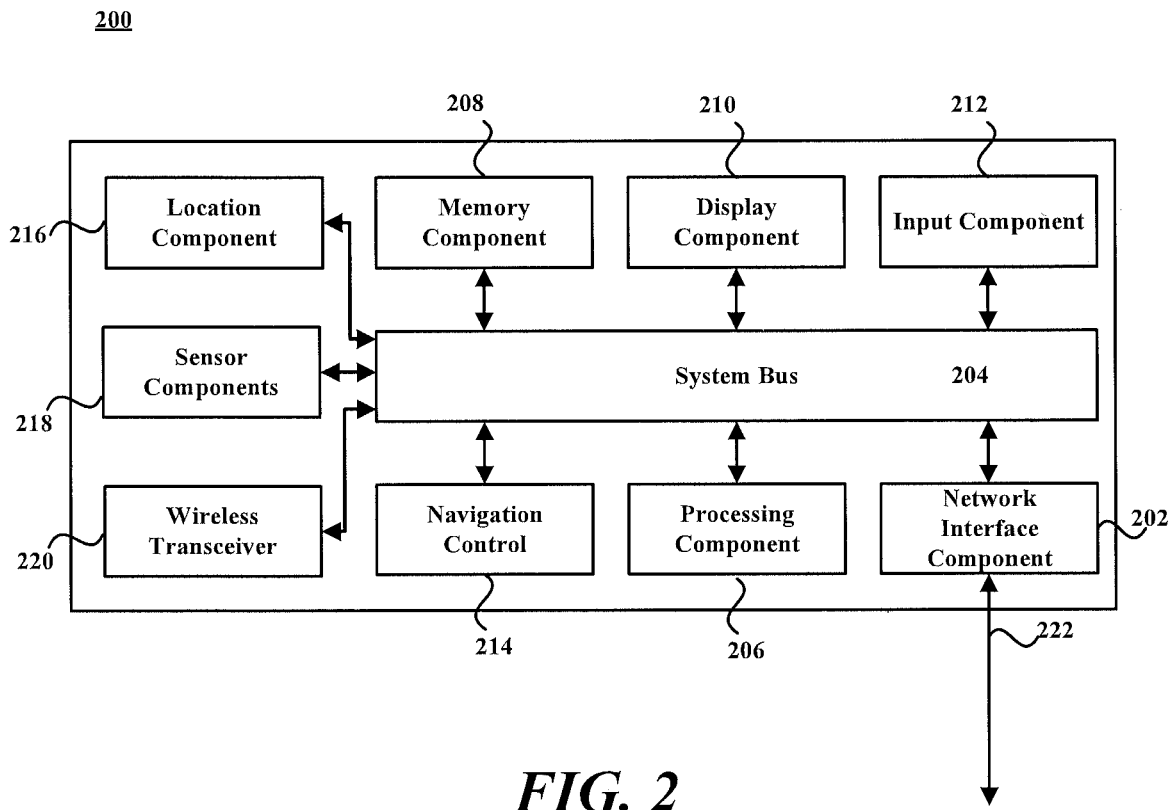 200
208
210
212
Location
Component
Memory
Component
Display
Component
Input Component
216
Sensor
Components
System Bus
204
218
Wireless
Transceiver
Navigation
Control
Processing
Component
Network
Interface
Component
202
220
214
206
222
FIG. 2